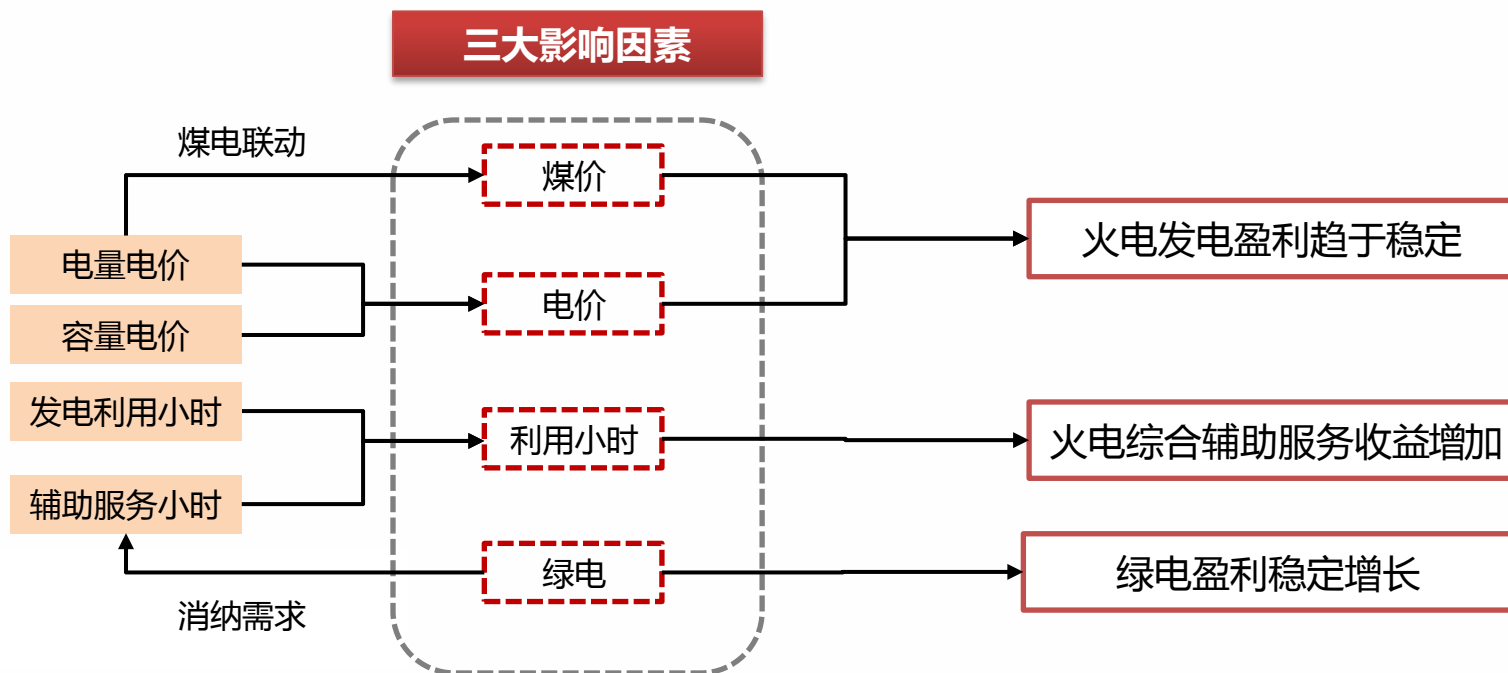 三大影响因素
煤电联动
煤价
火电发电盈利趋于稳定
电量电价
电价
容量电价
发电利用小时
利用小时
火电综合辅助服务收益增加
辅助服务小时
绿电
绿电盈利稳定增长
消纳需求